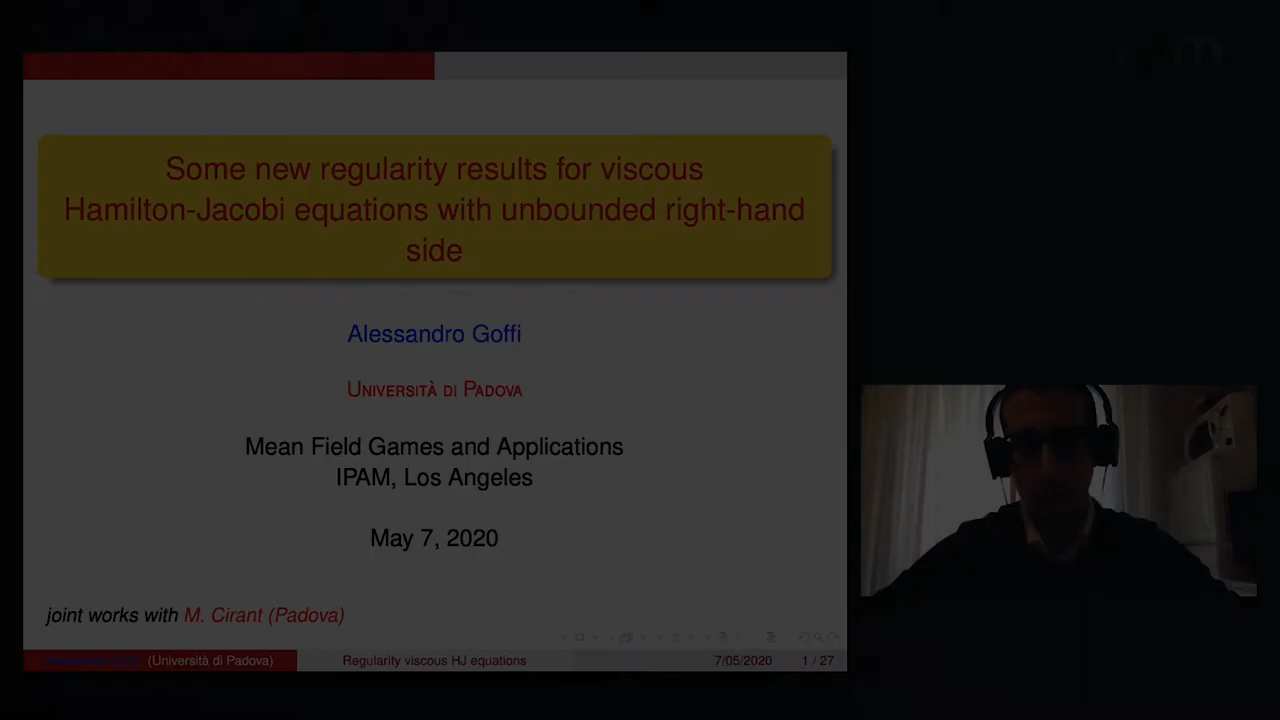 Some new regularity results for viscous
Hamilton-Jacobi equations with unbounded right-hand
side
Alessandro Goffi
Università di Padova
Mean Field Games and Applications
IPAM, Los Angeles
May 7, 2020
joint works with M. Cirant (Padova)
Alessandro Goffi (Università di Padova) Regularity viscous HJ equations 7/05/2020 1 / 27